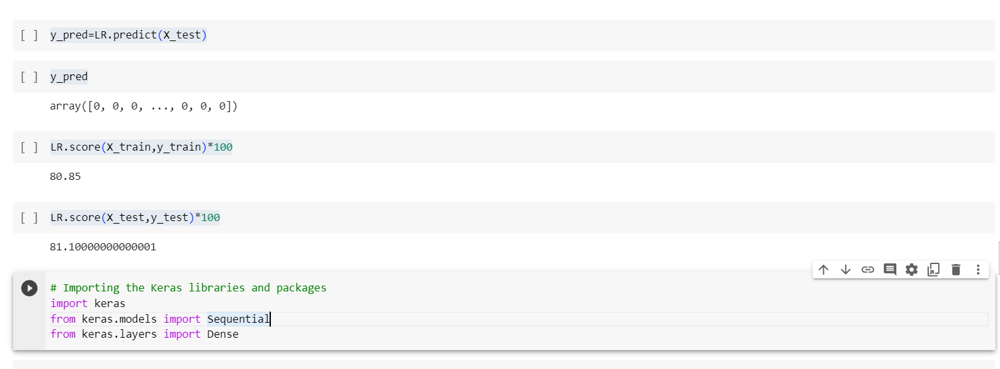 [ ] y_pred=LR.predict(X_test)
[ ] y_pred
array([0, 0, 0, ..., 0, 0, 0])
[ ] LR.score(X_train,y_train)*100
80.85
[ ] LR.score(X_test,y_test)*100
81.10000000000001
# Importing the Keras libraries and packages
import keras
from keras.models import Sequential
from keras.layers import Dense